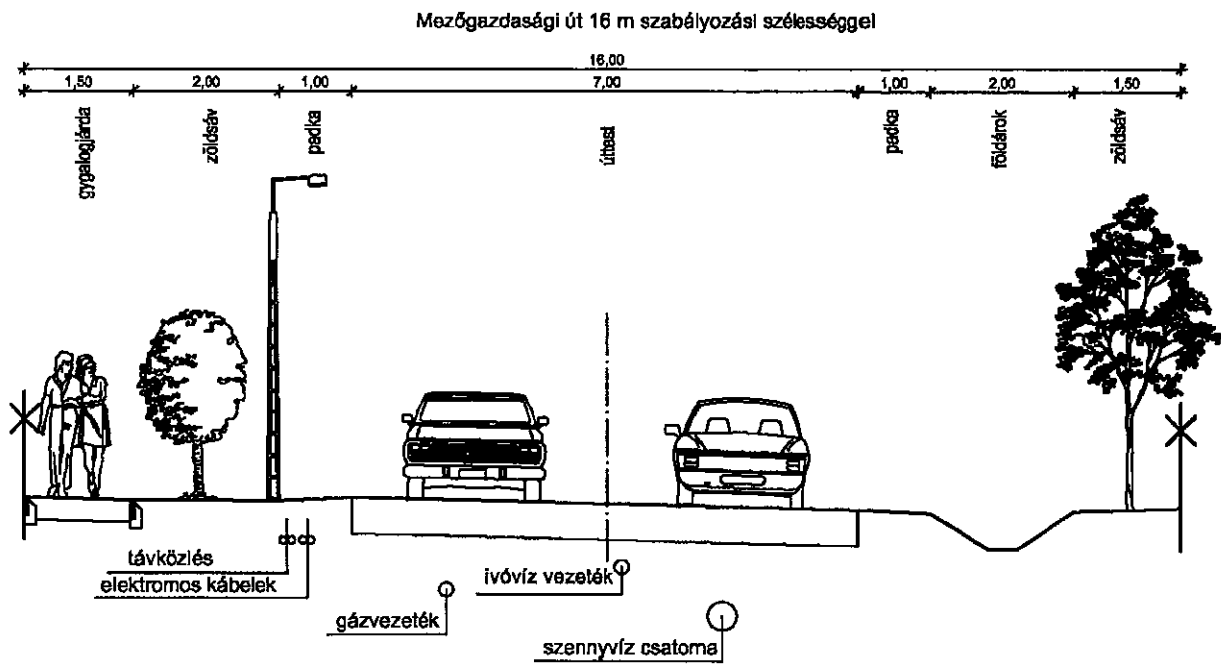 Mezőgazdasági út 16 m szabályozási szélességgel
16,00
1,50 2,00 1,00 7,00 1,00 2,00 1,50
gygalogjárda
zöldsáv
padka
úttest
padka
földárok
zöldsáv
távközlés
elektromos kábelek
ivóvíz vezeték
gázvezeték
szennyvíz csatorna